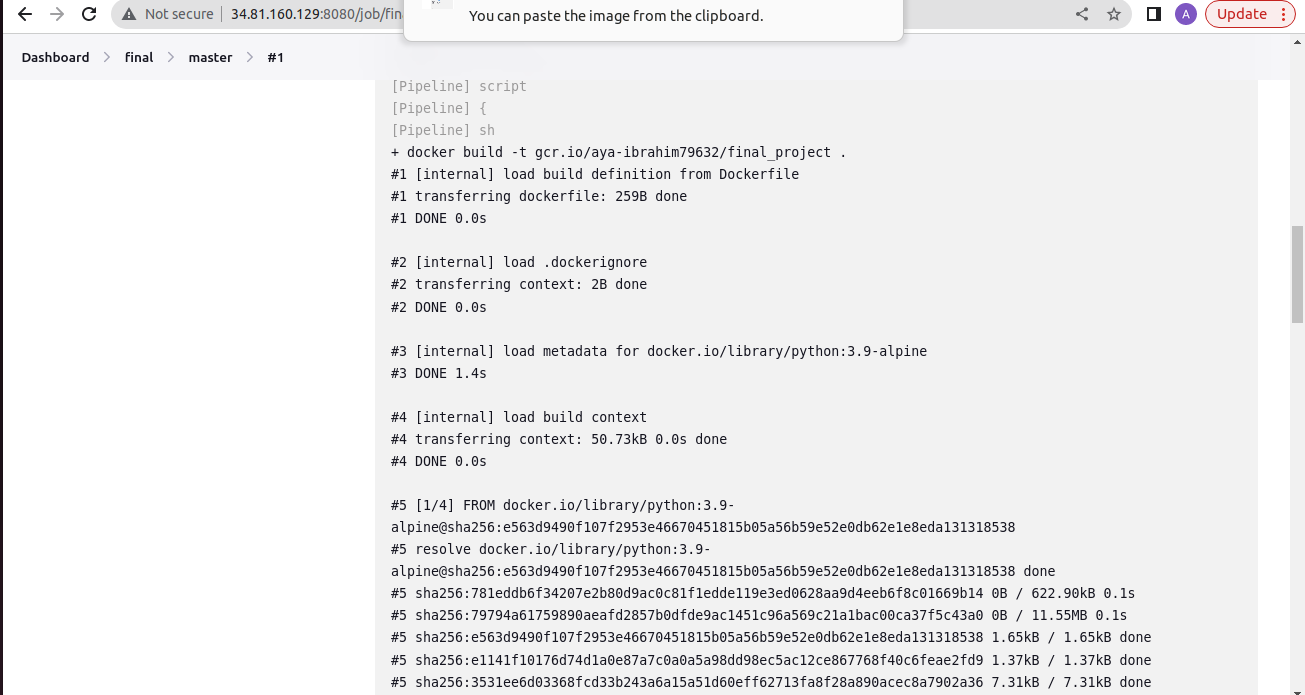 You can paste the image from the clipboard.
Not secure 34.81.160.129:8080/job/fin
A
Update
Dashboard final master #1
[Pipeline] script
[Pipeline] {
[Pipeline] sh
+ docker build -t gcr.io/aya-ibrahim79632/final_project .
#1 [internal] load build definition from Dockerfile
#1 transferring dockerfile: 259B done
#1 DONE 0.0s
#2 [internal] load .dockerignore
#2 transferring context: 2B done
#2 DONE 0.0s
#3 [internal] load metadata for docker.io/library/python:3.9-alpine
#3 DONE 1.4s
#4 [internal] load build context
#4 transferring context: 50.73kB 0.0s done
#4 DONE 0.0s
#5 [1/4] FROM docker.io/library/python:3.9-
alpine@sha256:e563d9490f107f2953e46670451815b05a56b59e52e0db62e1e8eda131318538
#5 resolve docker.io/library/python:3.9-
alpine@sha256:e563d9490f107f2953e46670451815b05a56b59e52e0db62e1e8eda131318538 done
#5 sha256:781eddb6f34207e2b80d9ac0c81f1edde119e3ed0628aa9d4eeb6f8c01669b14 0B / 622.90kB 0.1s
#5 sha256:79794a61759890aeafd2857b0dfde9ac1451c96a569c21a1bac00ca37f5c43a0 0B / 11.55MB 0.1s
#5 sha256:e563d9490f107f2953e46670451815b05a56b59e52e0db62e1e8eda131318538 1.65kB / 1.65kB done
#5 sha256:e1141f10176d74d1a0e87a7c0a0a5a98dd98ec5ac12ce867768f40c6feae2fd9 1.37kB / 1.37kB done
#5 sha256:3531ee6d03368fcd33b243a6a15a51d60eff62713fa8f28a890acec8a7902a36 7.31kB / 7.31kB done